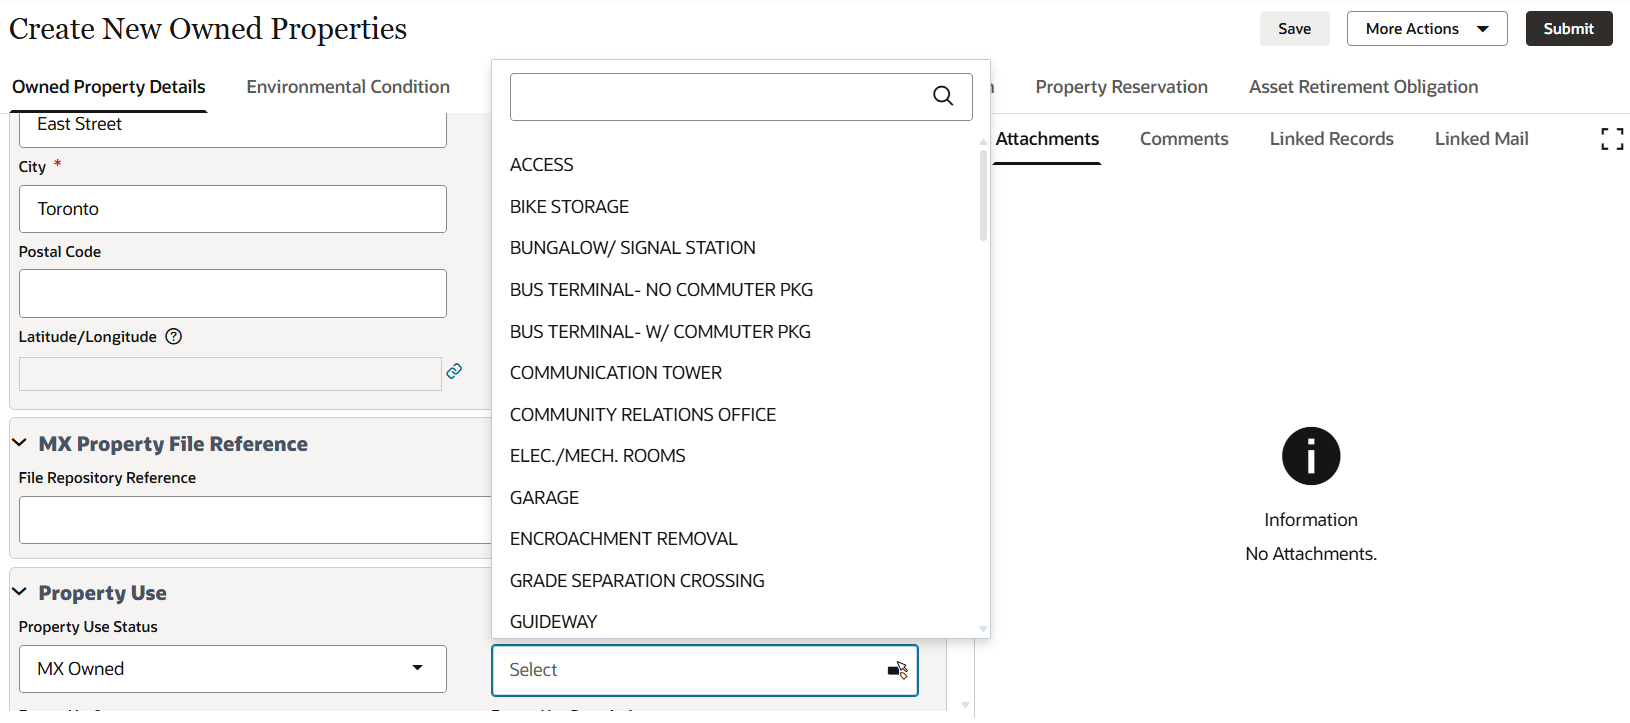 Create New Owned Properties
Save
More Actions
Submit
Owned Property Details
Environmental Condition
Property Reservation
Asset Retirement Obligation
East Street
City *
Toronto
Postal Code
Latitude/Longitude
MX Property File Reference
File Repository Reference
Property Use
Property Use Status
MX Owned
ACCESS
BIKE STORAGE
BUNGALOW/ SIGNAL STATION
BUS TERMINAL- NO COMMUTER PKG
BUS TERMINAL- W/ COMMUTER PKG
COMMUNICATION TOWER
COMMUNITY RELATIONS OFFICE
ELEC./MECH. ROOMS
GARAGE
ENCROACHMENT REMOVAL
GRADE SEPARATION CROSSING
GUIDEWAY
Select
Attachments
Comments
Linked Records
Linked Mail
Information
No Attachments.